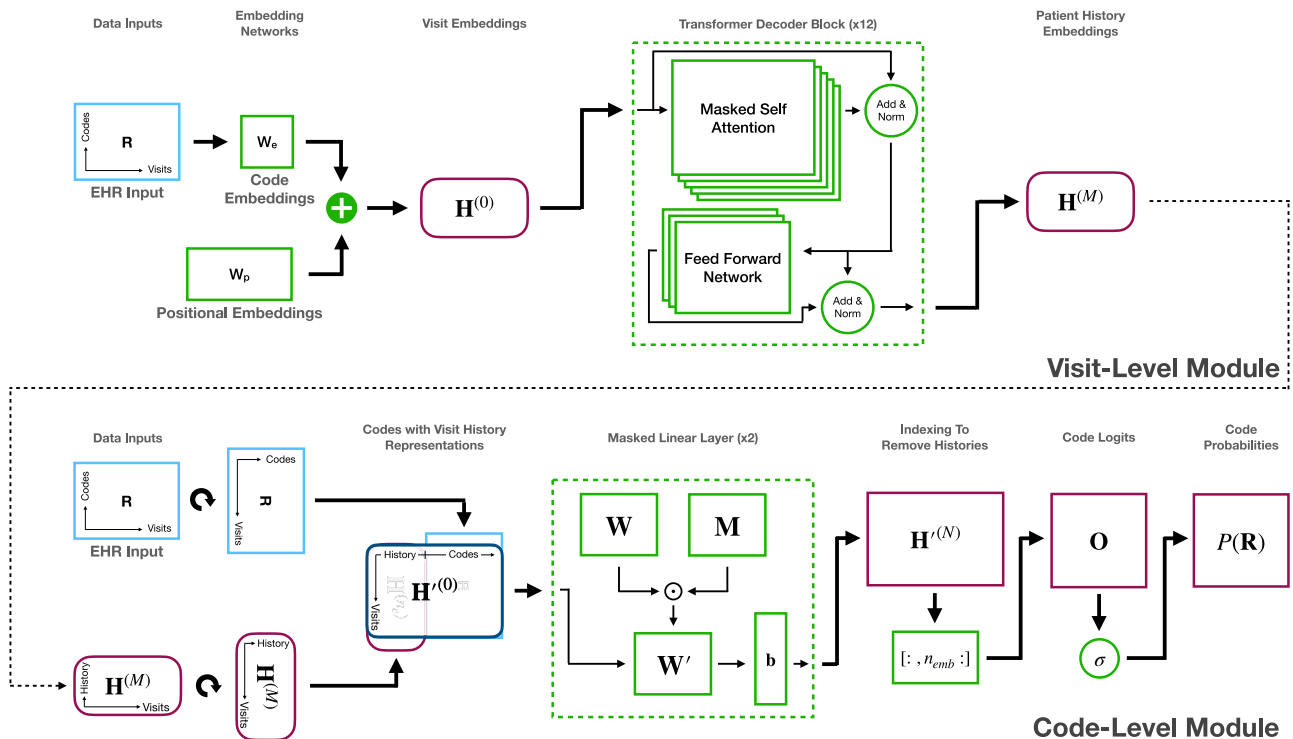 Data Inputs
Embedding
Networks
Visit Embeddings
Transformer Decoder Block (x12)
Patient History
Embeddings
Codes
R
Visits
EHR Input
W_e
Code
Embeddings
W_p
Positional Embeddings
H^(0)
Masked Self
Attention
Add &
Norm
Feed Forward
Network
Add &
Norm
H^(M)
Visit-Level Module
Data Inputs
Codes with Visit History
Representations
Masked Linear Layer (x2)
Indexing To
Remove Histories
Code Logits
Code
Probabilities
Codes
R
Visits
EHR Input
Codes
R
Visits
History
Codes
H'^(0)
Visits
W
M
⊙
W'
b
H'^(N)
[: , n_emb :]
O
σ
P(R)
History
H^(M)
Visits
History
H^(M)
Visits
Code-Level Module